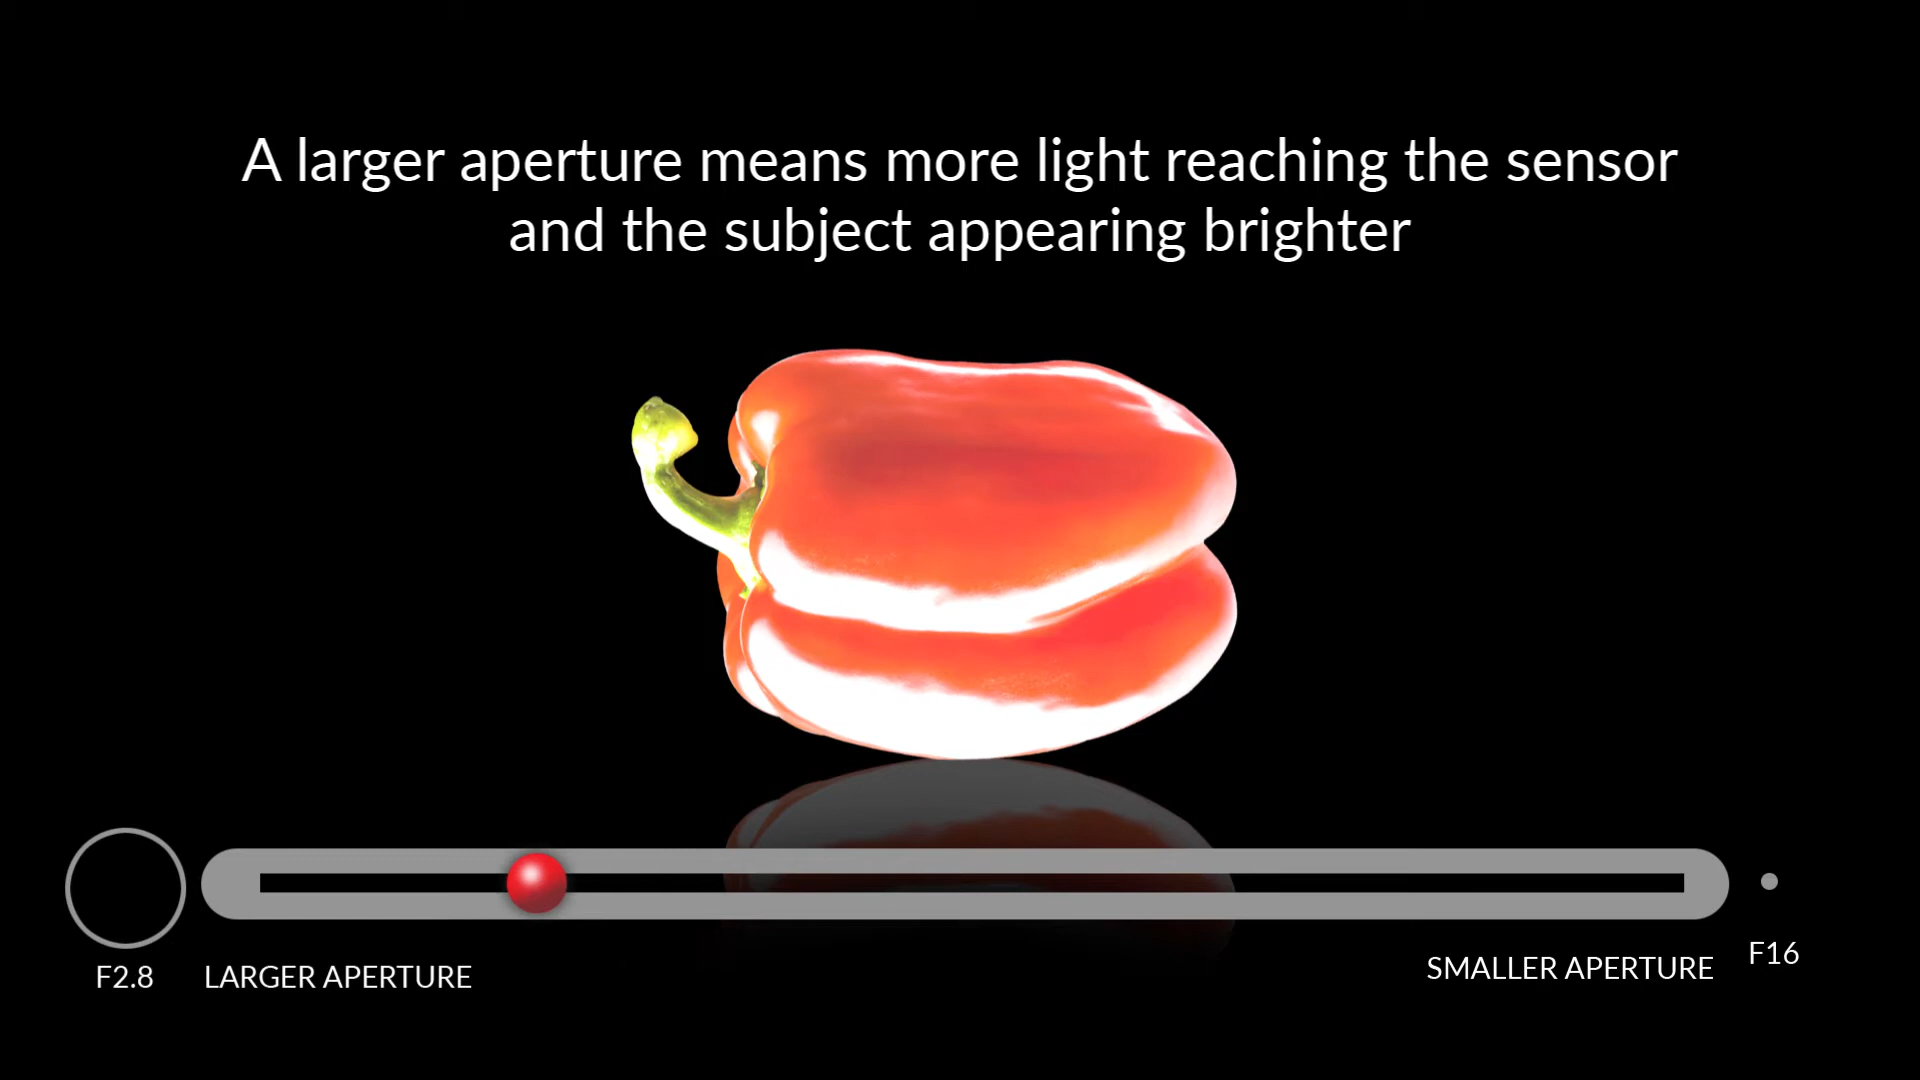 A larger aperture means more light reaching the sensor
and the subject appearing brighter
F2.8
LARGER APERTURE
SMALLER APERTURE
F16